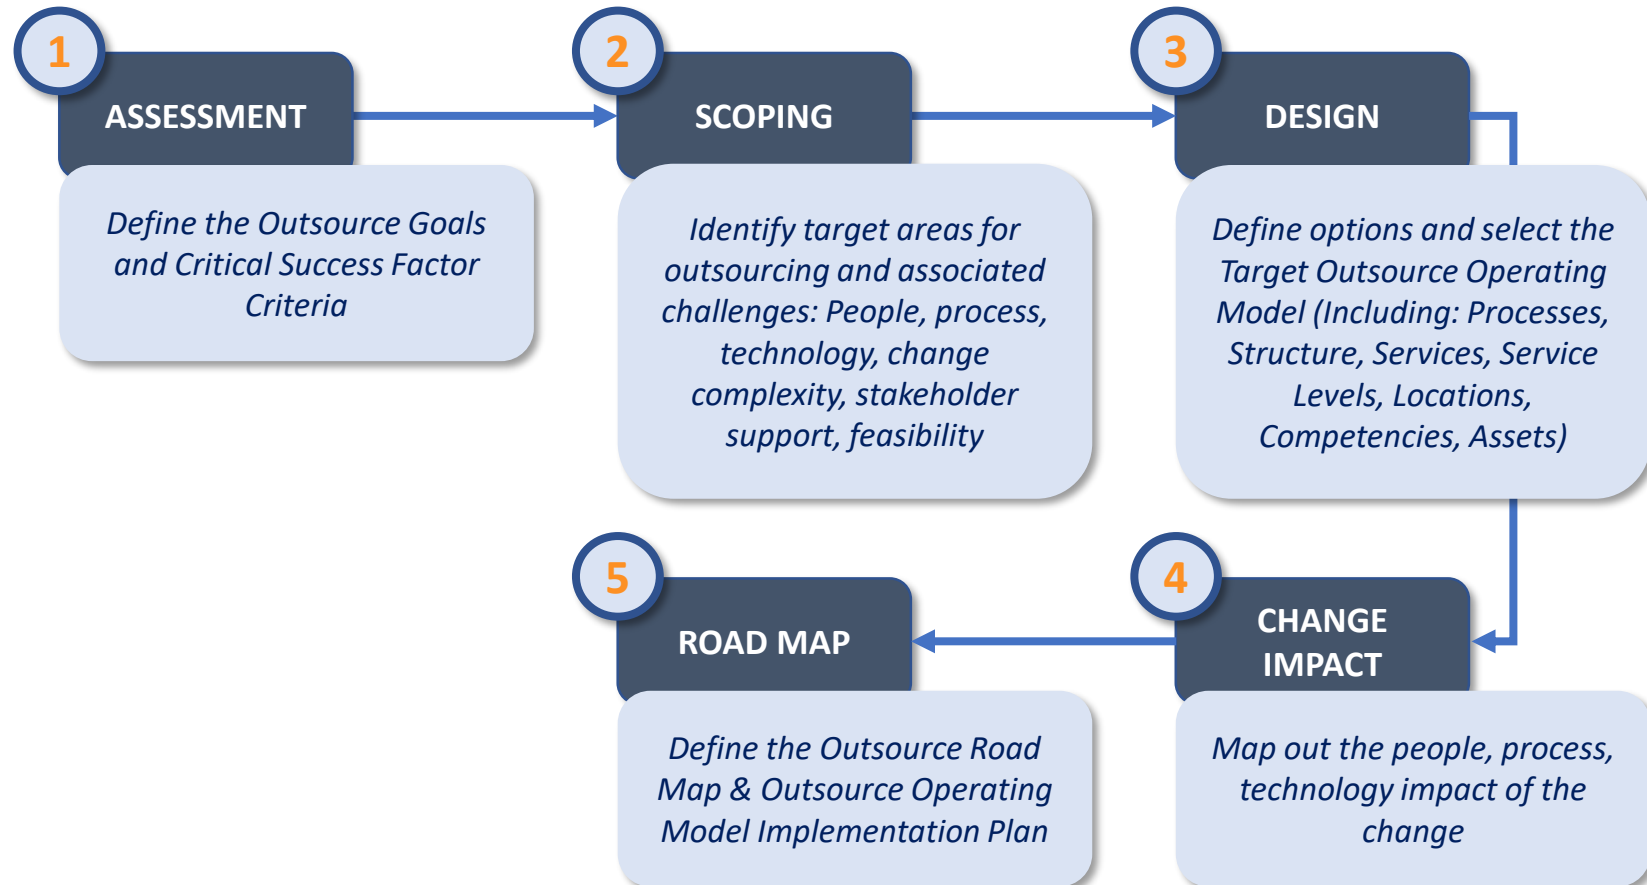 1
ASSESSMENT
Define the Outsource Goals
and Critical Success Factor
Criteria
2
SCOPING
Identify target areas for
outsourcing and associated
challenges: People, process,
technology, change
complexity, stakeholder
support, feasibility
3
DESIGN
Define options and select the
Target Outsource Operating
Model (Including: Processes,
Structure, Services, Service
Levels, Locations,
Competencies, Assets)
4
CHANGE
IMPACT
Map out the people, process,
technology impact of the
change
5
ROAD MAP
Define the Outsource Road
Map & Outsource Operating
Model Implementation Plan